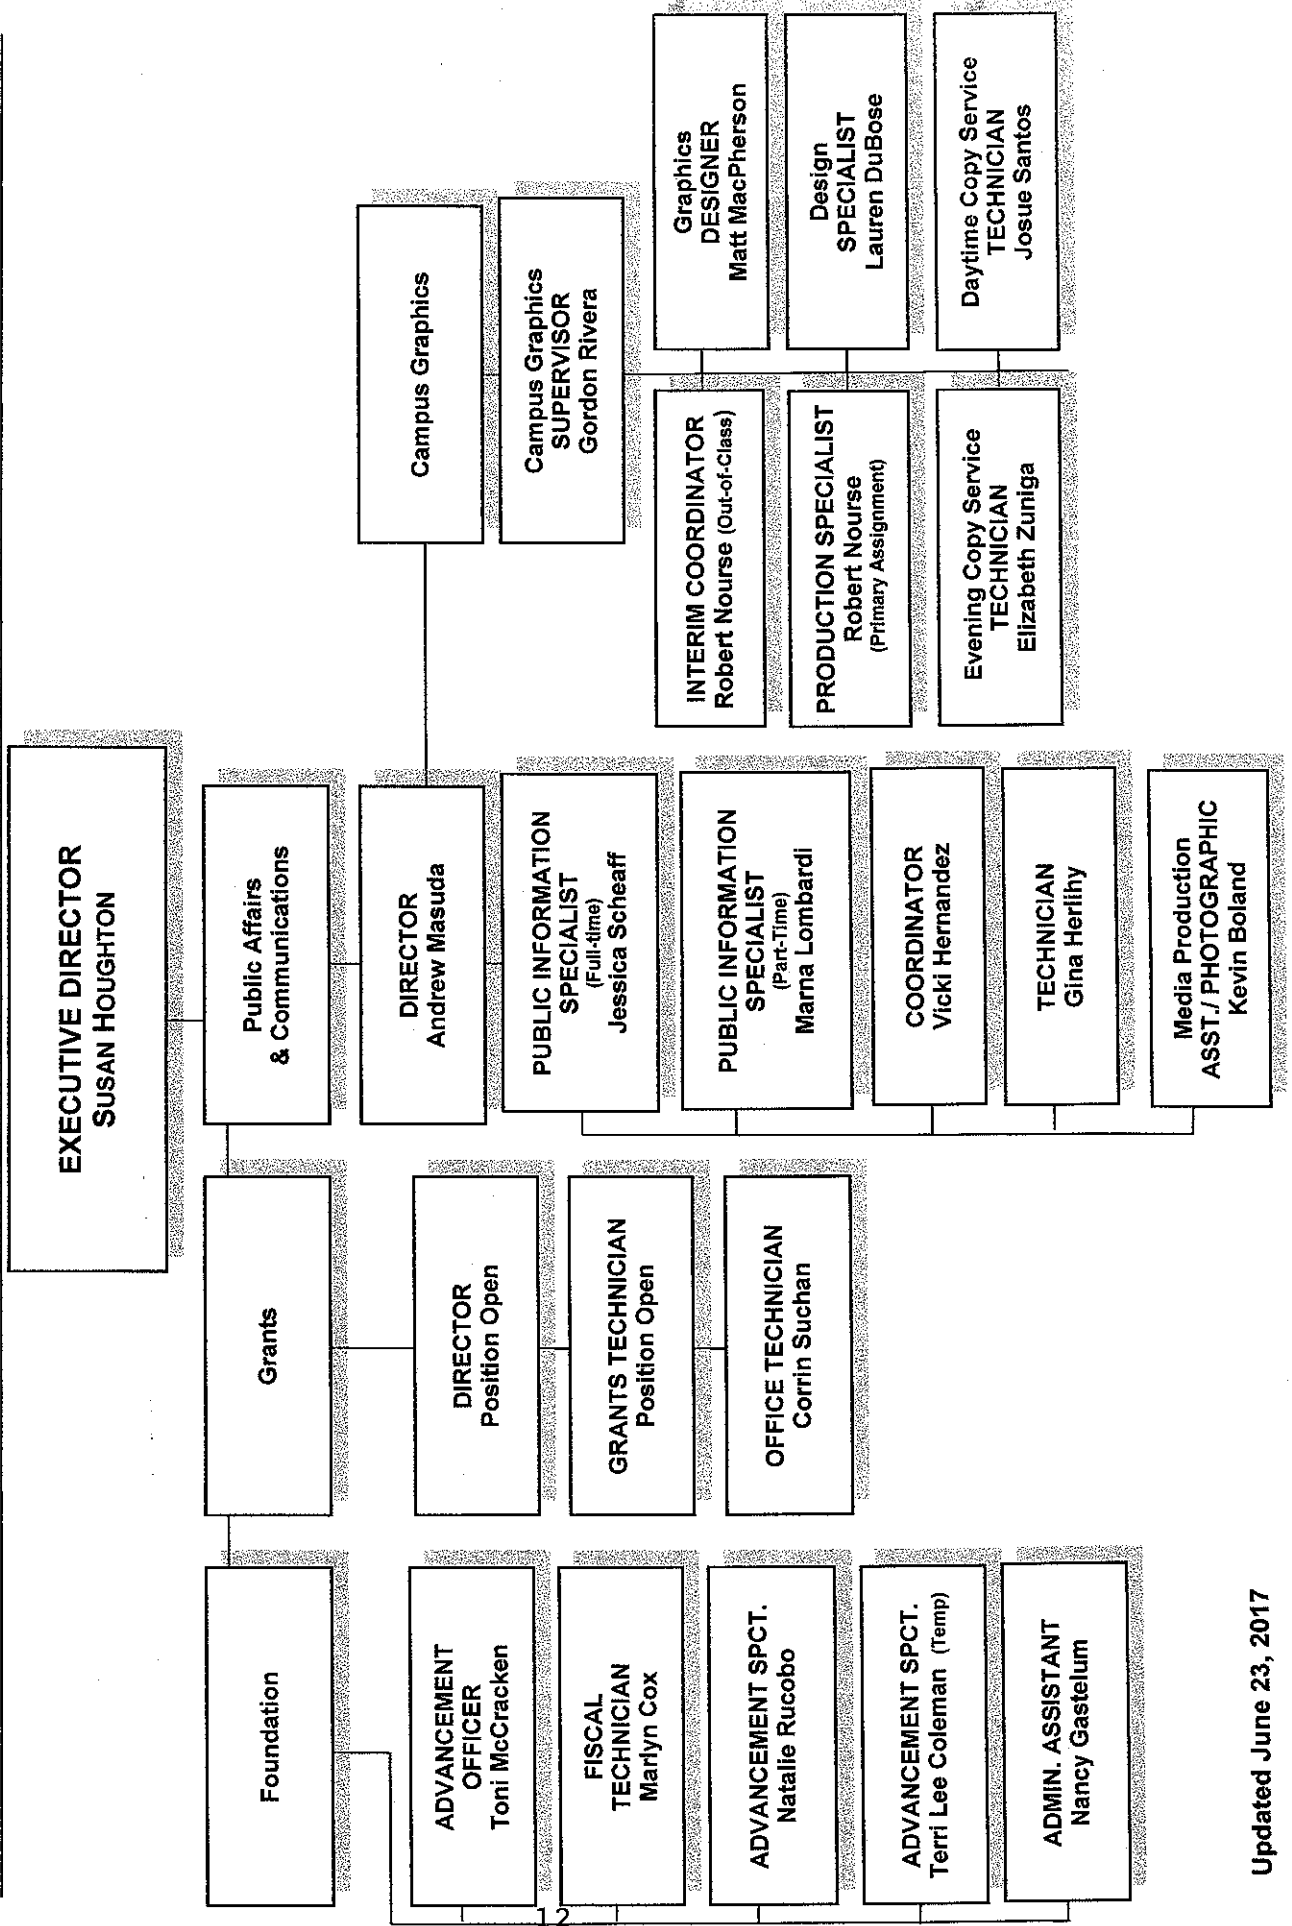 EXECUTIVE DIRECTOR
SUSAN HOUGHTON
Foundation
ADVANCEMENT
OFFICER
Toni McCracken
FISCAL
TECHNICIAN
Marlyn Cox
ADVANCEMENT SPCT.
Natalie Rucobo
ADVANCEMENT SPCT.
Terri Lee Coleman (Temp)
ADMIN. ASSISTANT
Nancy Gastelum
Grants
DIRECTOR
Position Open
GRANTS TECHNICIAN
Position Open
OFFICE TECHNICIAN
Corrin Suchan
Public Affairs
& Communications
DIRECTOR
Andrew Masuda
PUBLIC INFORMATION
SPECIALIST
(Full-time)
Jessica Scheaff
PUBLIC INFORMATION
SPECIALIST
(Part-Time)
Marna Lombardi
COORDINATOR
Vicki Hernandez
TECHNICIAN
Gina Herlihy
Media Production
ASST./ PHOTOGRAPHIC
Kevin Boland
Campus Graphics
Campus Graphics
SUPERVISOR
Gordon Rivera
INTERIM COORDINATOR
Robert Nourse (Out-of-Class)
Graphics
DESIGNER
Matt MacPherson
PRODUCTION SPECIALIST
Robert Nourse
(Primary Assignment)
Design
SPECIALIST
Lauren DuBose
Evening Copy Service
TECHNICIAN
Elizabeth Zuniga
Daytime Copy Service
TECHNICIAN
Josue Santos
Updated June 23, 2017
12